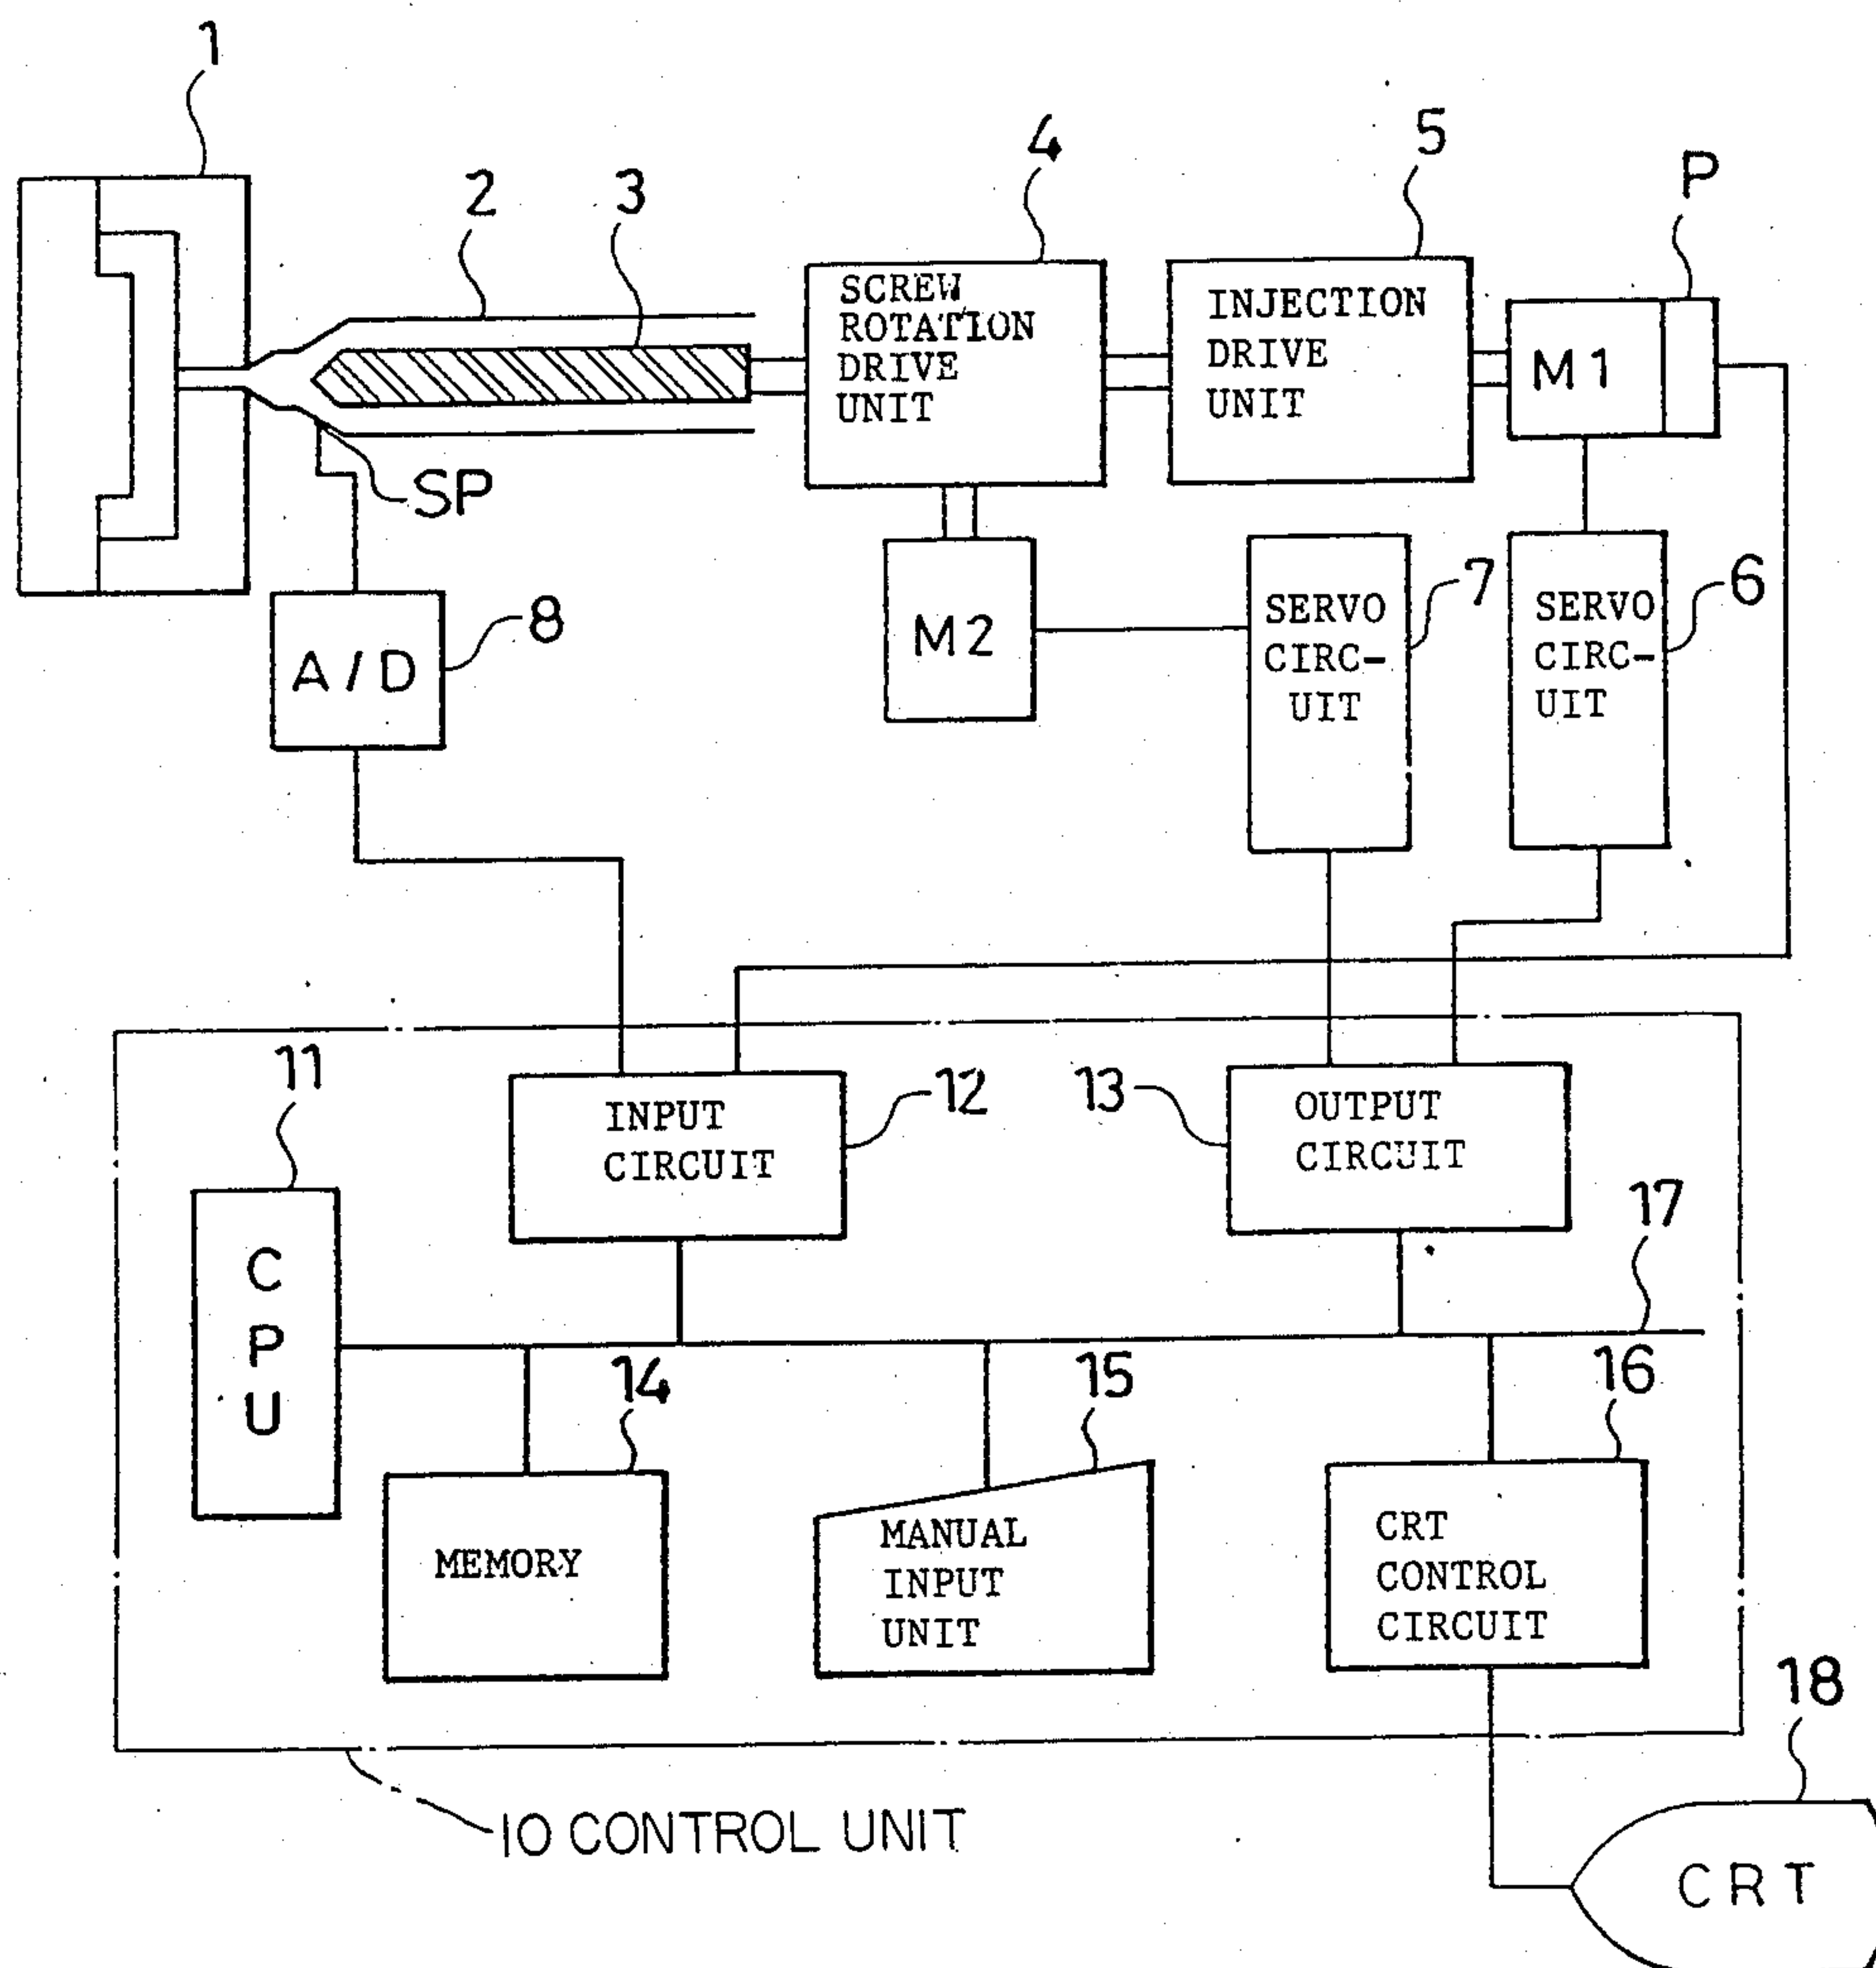 1
2
3
4
5
P
SCREW
ROTATION
DRIVE
UNIT
INJECTION
DRIVE
UNIT
M1
SP
A/D
8
M2
SERVO
CIRC-
UIT
7
SERVO
CIRC-
UIT
6
11
CPU
INPUT
CIRCUIT
12
13
OUTPUT
CIRCUIT
17
14
MEMORY
15
MANUAL
INPUT
UNIT
16
CRT
CONTROL
CIRCUIT
10 CONTROL UNIT
18
CRT